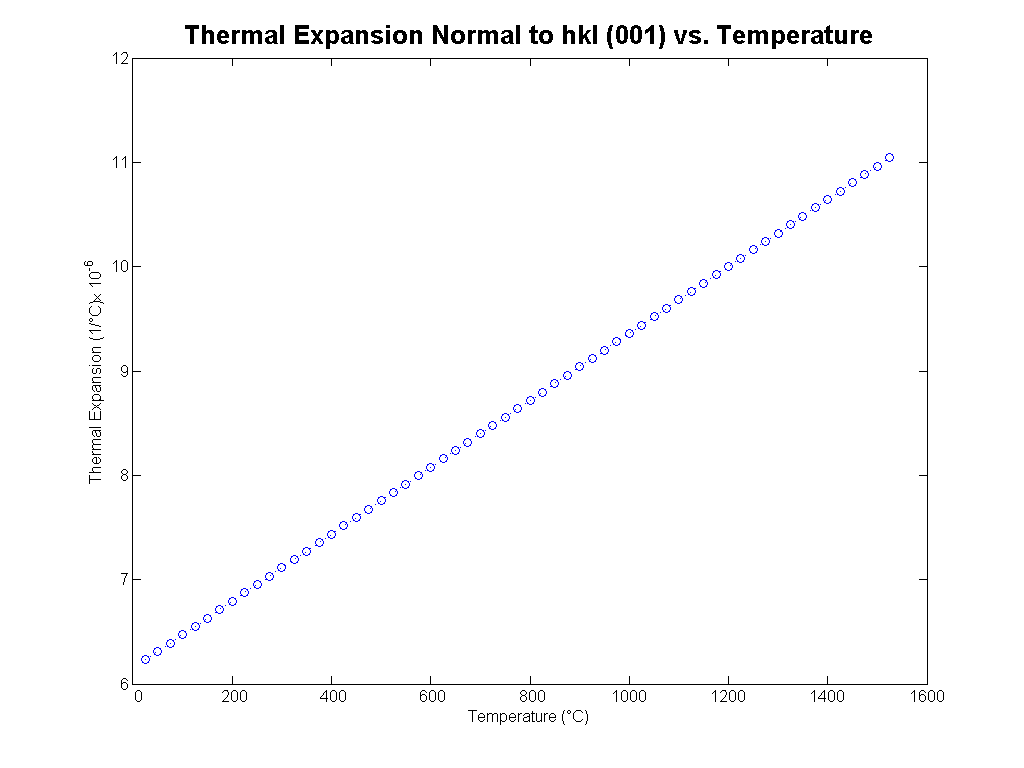 Thermal Expansion Normal to hkl (001) vs. Temperature
12
11
10
9
8
7
6
Thermal Expansion (1/°C)x 10^-6
0 200 400 600 800 1000 1200 1400 1600
Temperature (°C)